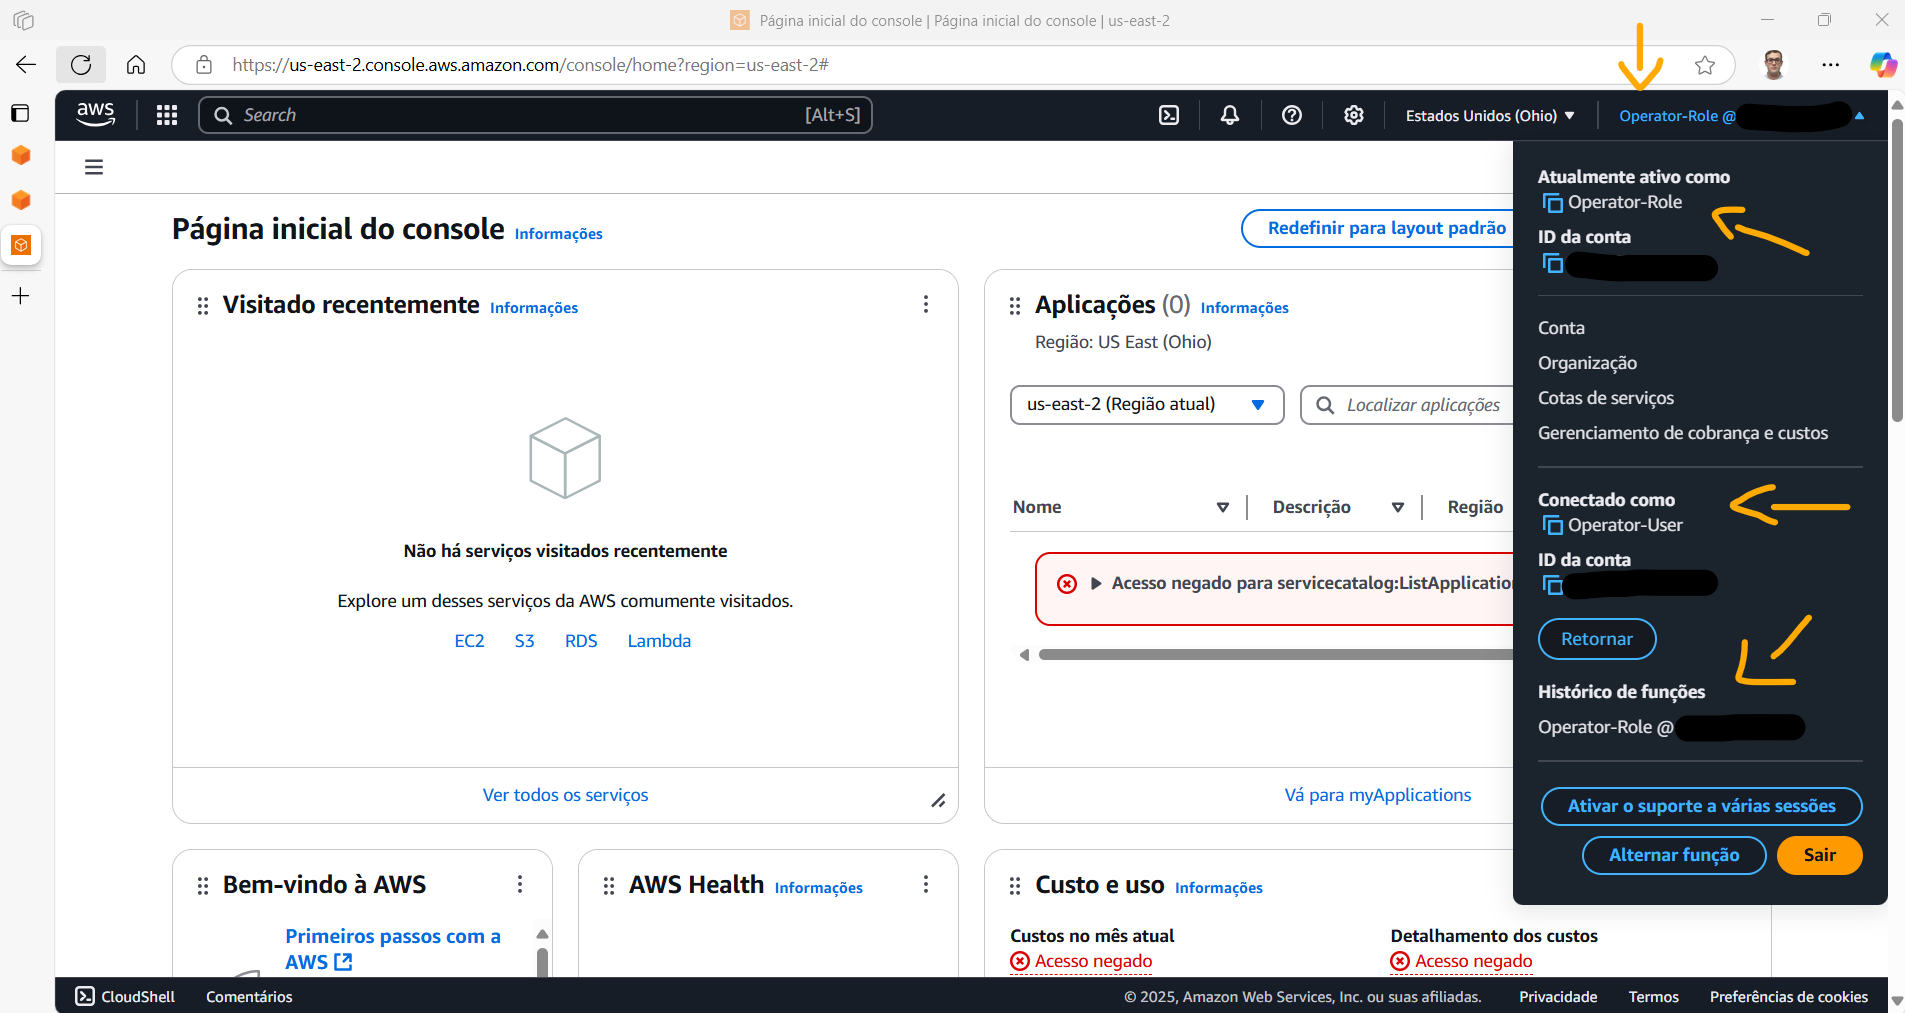 Página inicial do console | Página inicial do console | us-east-2
https://us-east-2.console.aws.amazon.com/console/home?region=us-east-2#
aws
Search
[Alt+S]
Estados Unidos (Ohio)
Operator-Role @
Página inicial do console Informações
Redefinir para layout padrão
Visitado recentemente Informações
Não há serviços visitados recentemente
Explore um desses serviços da AWS comumente visitados.
EC2 S3 RDS Lambda
Ver todos os serviços
Aplicações (0) Informações
Região: US East (Ohio)
us-east-2 (Região atual)
Localizar aplicações
Nome Descrição Região
Acesso negado para servicecatalog:ListApplication
Vá para myApplications
Atualmente ativo como
Operator-Role
ID da conta
Conta
Organização
Cotas de serviços
Gerenciamento de cobrança e custos
Conectado como
Operator-User
ID da conta
Retornar
Histórico de funções
Operator-Role @
Ativar o suporte a várias sessões
Alternar função
Sair
Bem-vindo à AWS
Primeiros passos com a
AWS
AWS Health Informações
Custo e uso Informações
Custos no mês atual
Acesso negado
Detalhamento dos custos
Acesso negado
CloudShell
Comentários
© 2025, Amazon Web Services, Inc. ou suas afiliadas.
Privacidade
Termos
Preferências de cookies